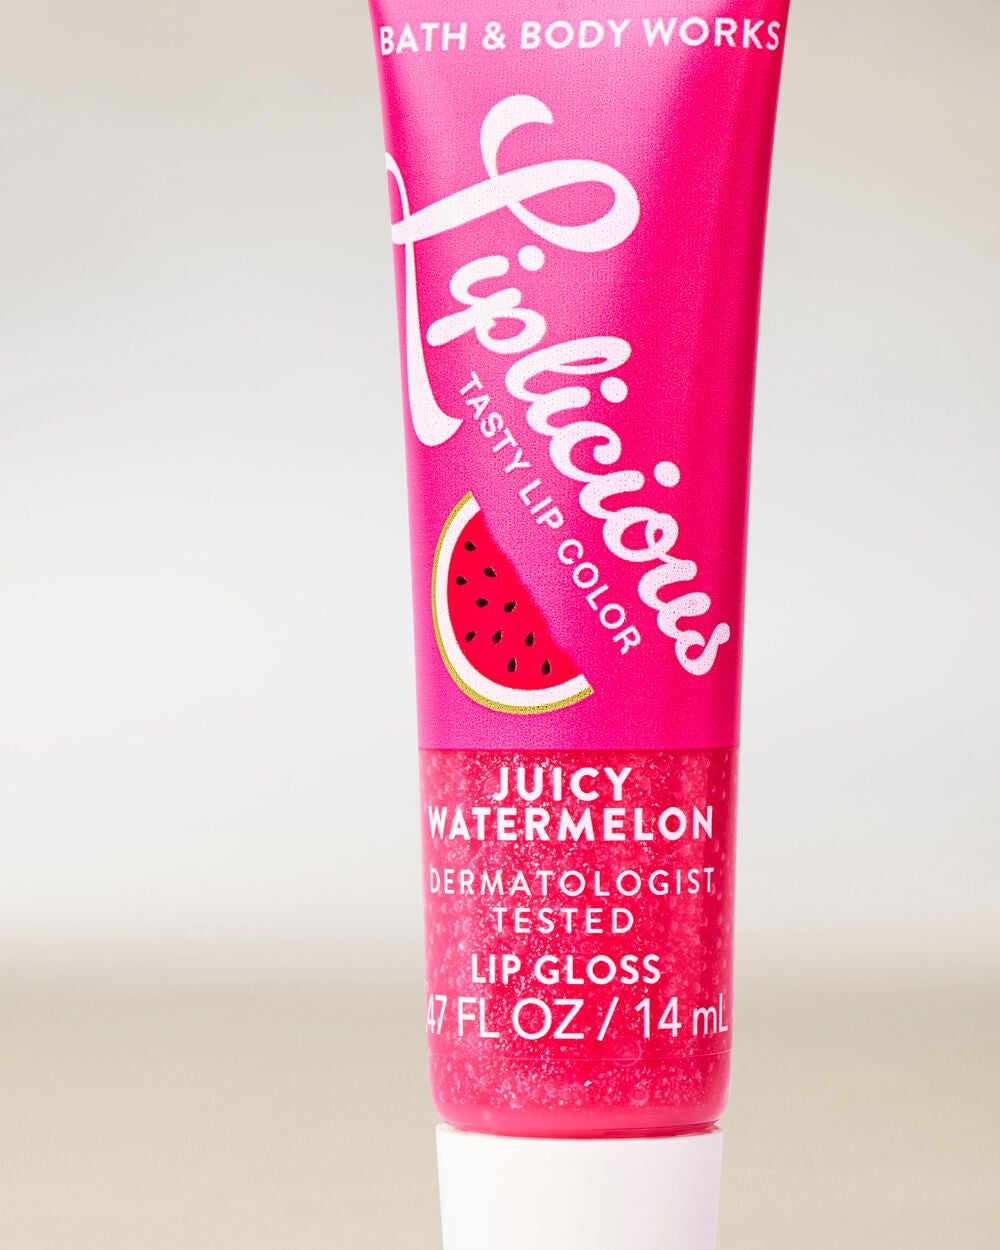 BATH & BODY WORKS
Liplicious
TASTY LIP COLOR
JUICY
WATERMELON
DERMATOLOGIST
TESTED
LIP GLOSS
47 FL OZ / 14 mL